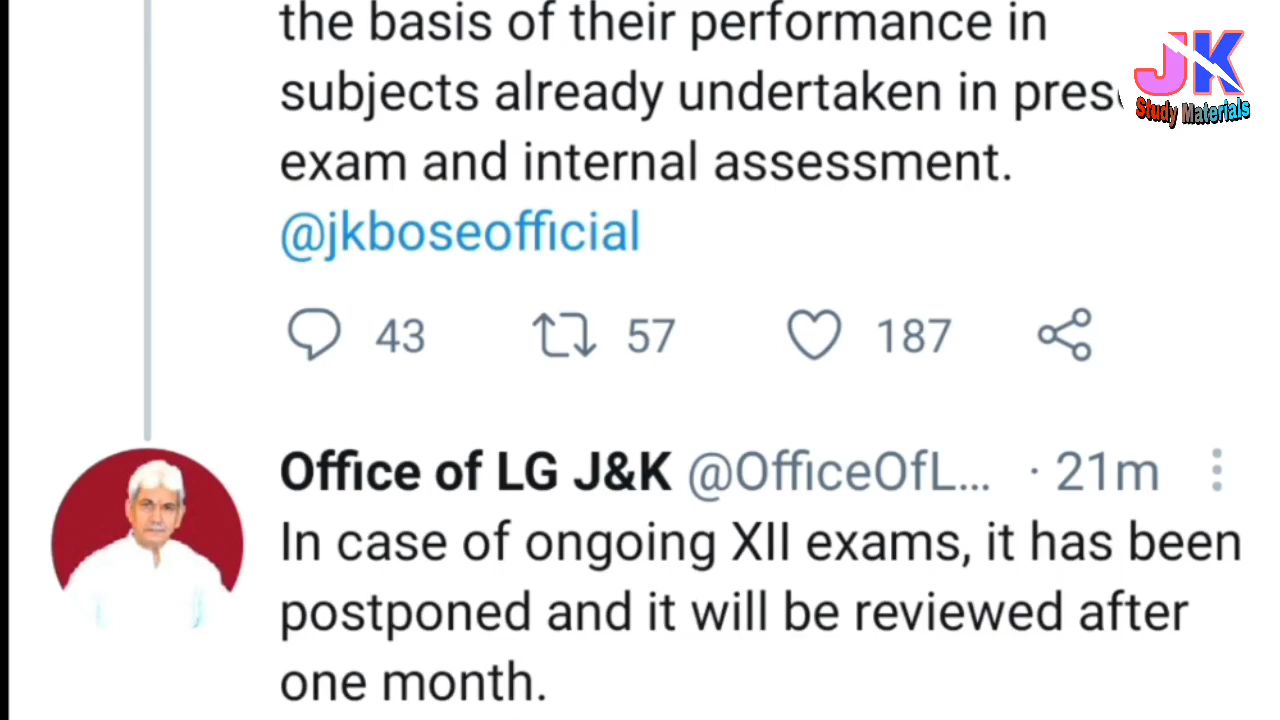 the basis of their performance in
JK
Study Materials
subjects already undertaken in
exam and internal assessment.
@jkboseofficial
43 57 187
Office of LG J&K @OfficeOfL... · 21m
In case of ongoing XII exams, it has been
postponed and it will be reviewed after
one month.